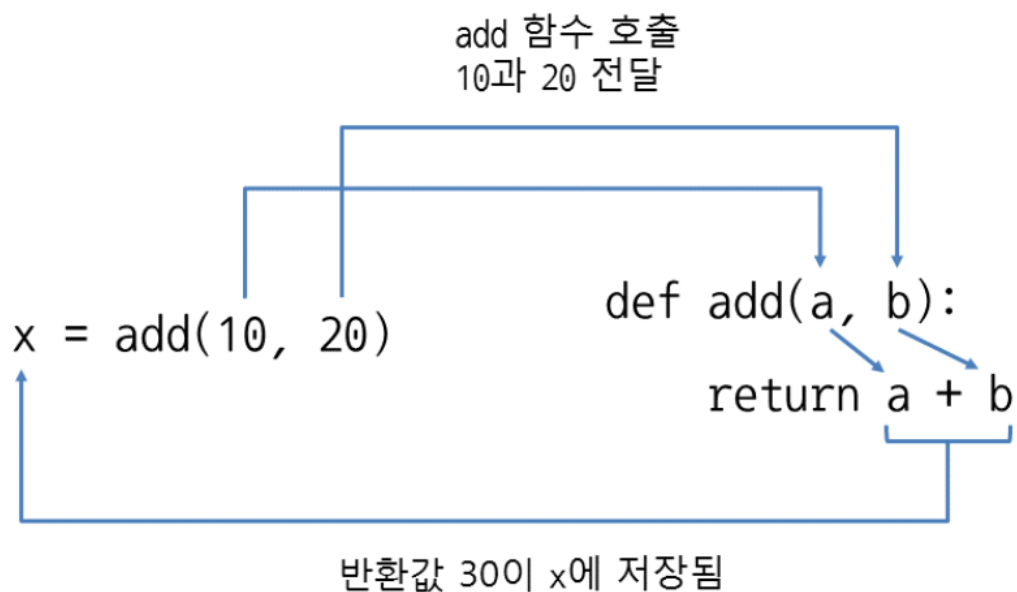 add 함수 호출
10과 20 전달
x = add(10, 20)
def add(a, b):
return a + b
반환값 30이 x에 저장됨